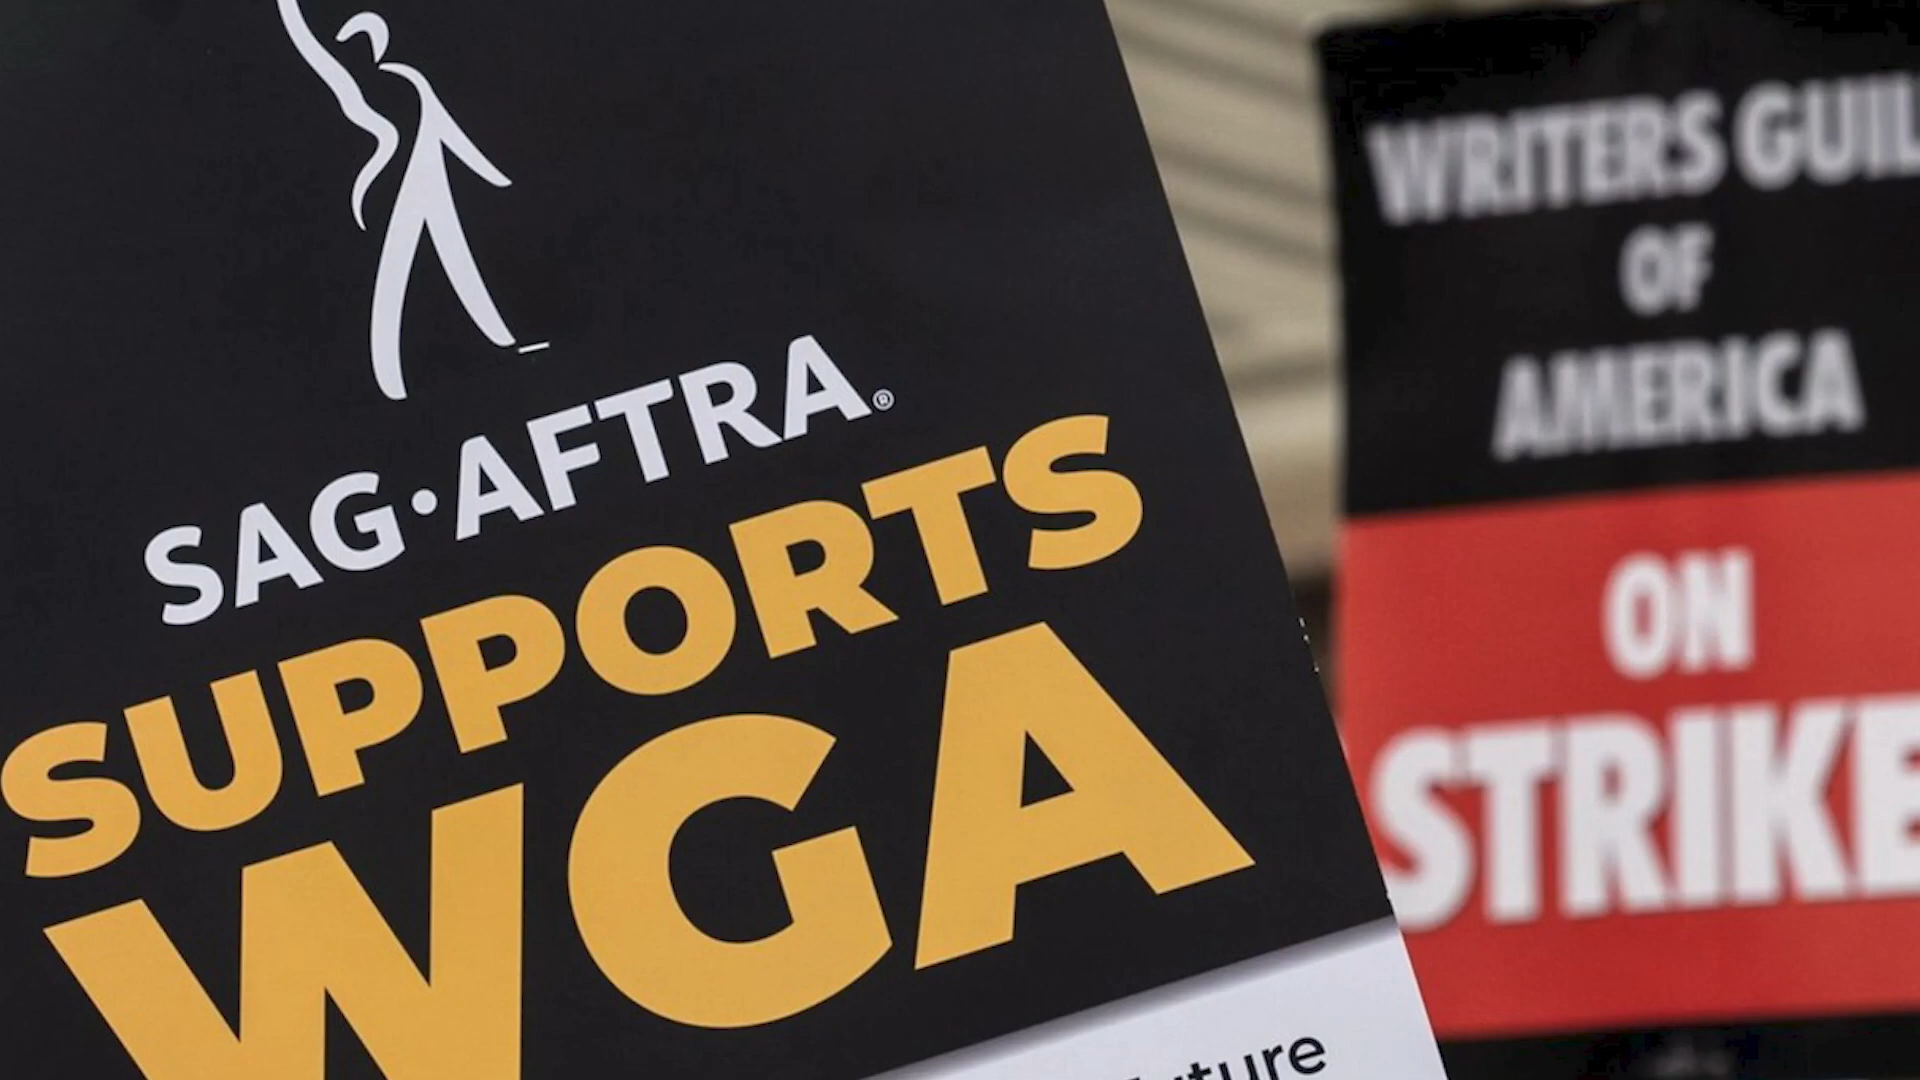 SAG·AFTRA®
SUPPORTS
WGA
WRITERS GUIL
OF
AMERICA
ON
STRIKE